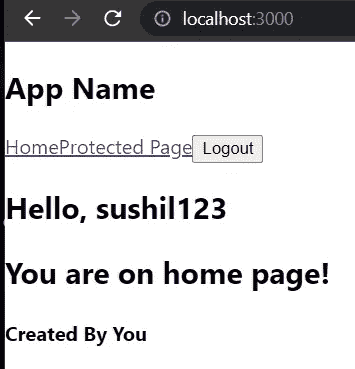 localhost:3000
App Name
HomeProtected Page Logout
Hello, sushil123
You are on home page!
Created By You